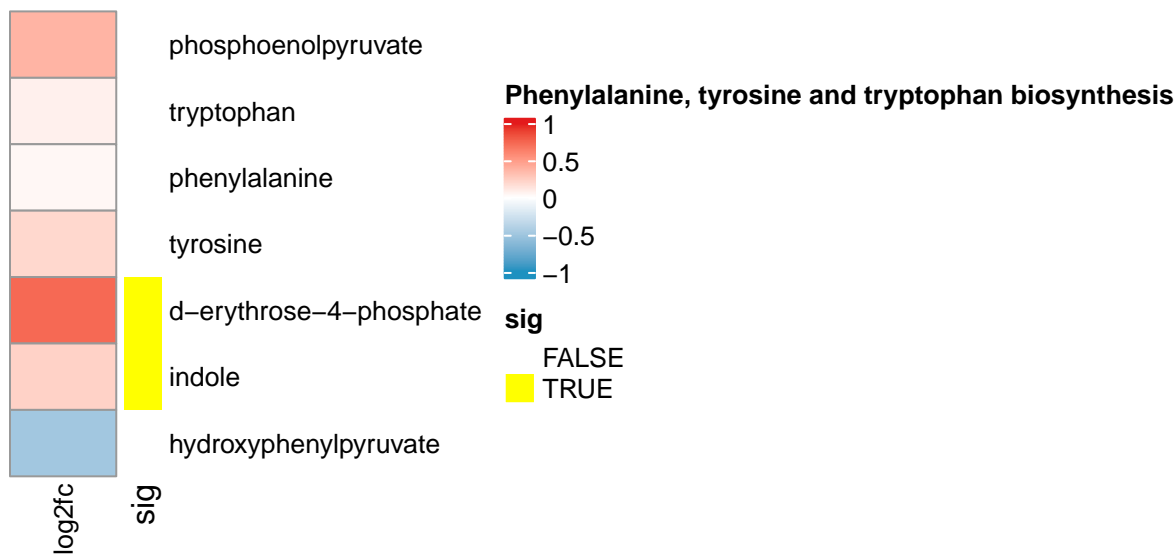 phosphoenolpyruvate
tryptophan
phenylalanine
tyrosine
d−erythrose−4−phosphate
indole
hydroxyphenylpyruvate
log2fc
sig
Phenylalanine, tyrosine and tryptophan biosynthesis
1
0.5
0
−0.5
−1
sig
FALSE
TRUE